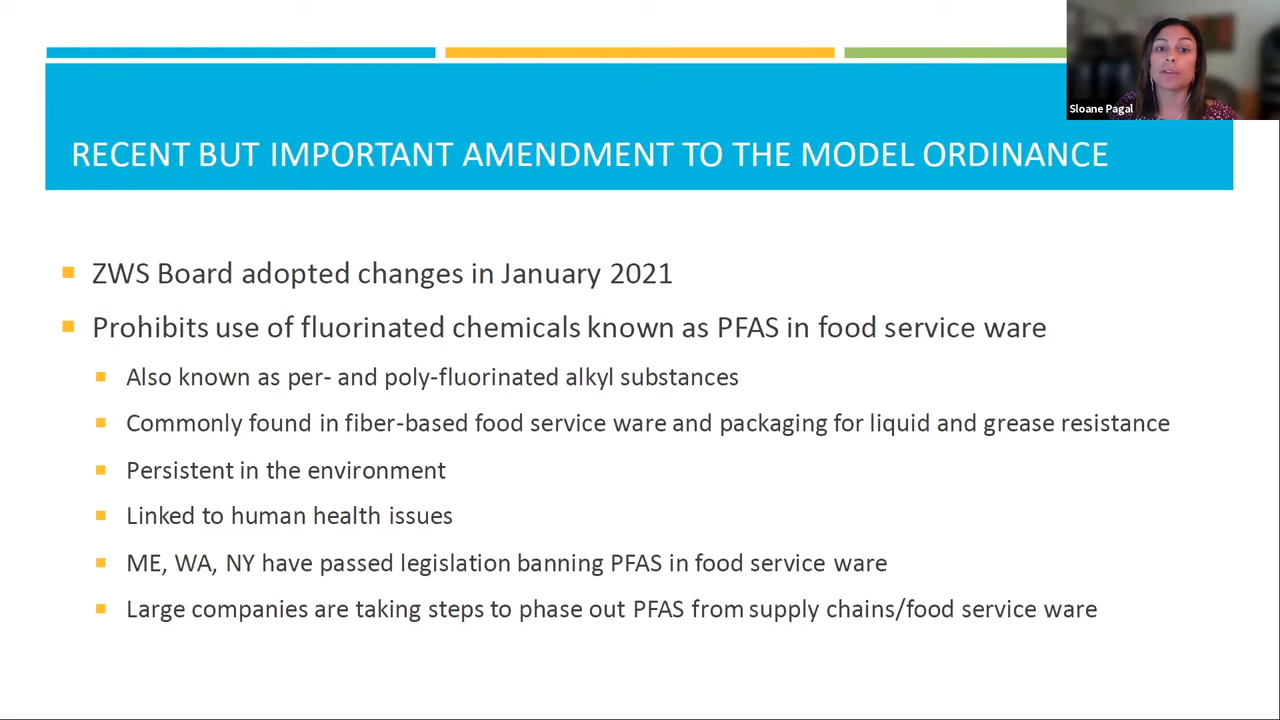 Sloane Pagal
RECENT BUT IMPORTANT AMENDMENT TO THE MODEL ORDINANCE
ZWS Board adopted changes in January 2021
Prohibits use of fluorinated chemicals known as PFAS in food service ware
Also known as per- and poly-fluorinated alkyl substances
Commonly found in fiber-based food service ware and packaging for liquid and grease resistance
Persistent in the environment
Linked to human health issues
ME, WA, NY have passed legislation banning PFAS in food service ware
Large companies are taking steps to phase out PFAS from supply chains/food service ware